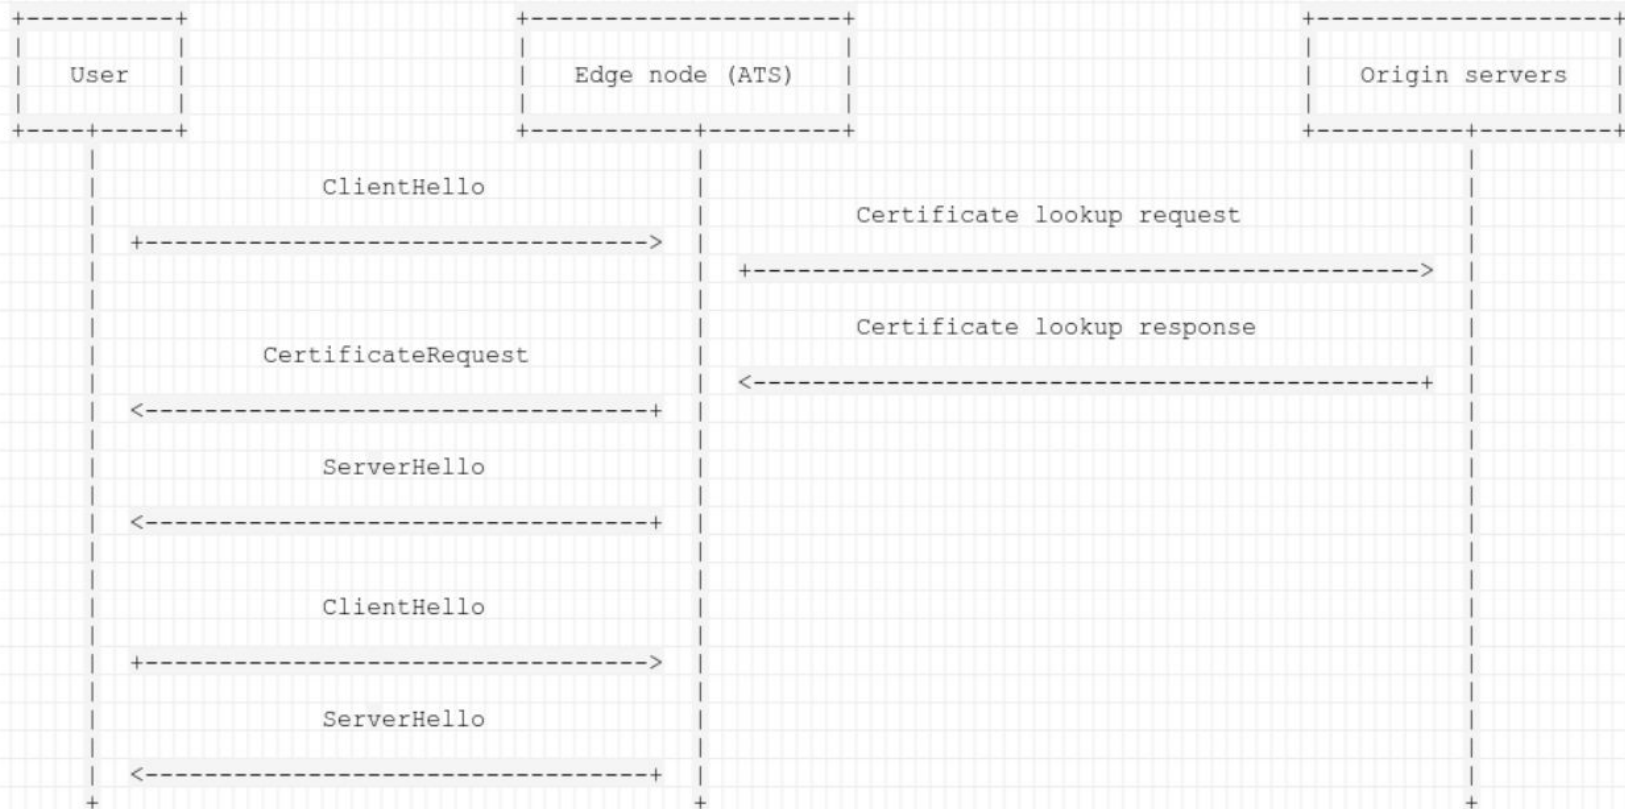 User
Edge node (ATS)
Origin servers
ClientHello
Certificate lookup request
Certificate lookup response
CertificateRequest
ServerHello
ClientHello
ServerHello